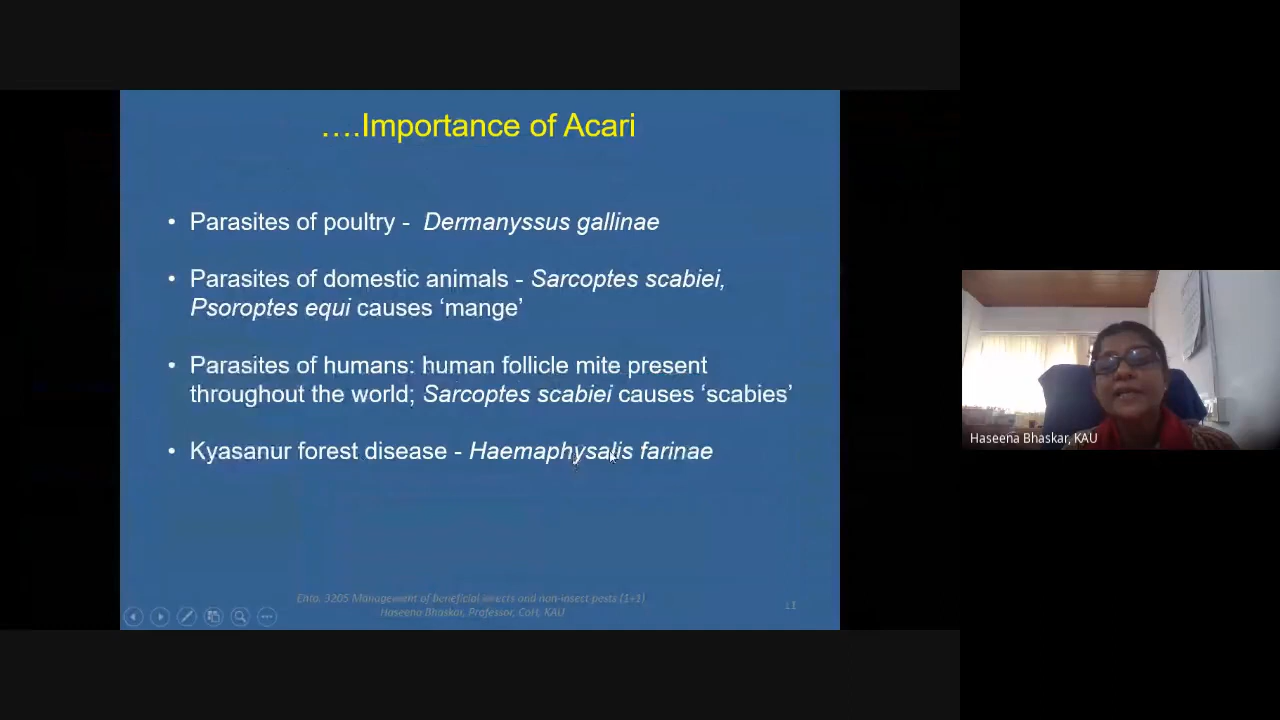 ….Importance of Acari
• Parasites of poultry - Dermanyssus gallinae
• Parasites of domestic animals - Sarcoptes scabiei,
Psoroptes equi causes ‘mange’
• Parasites of humans: human follicle mite present
throughout the world; Sarcoptes scabiei causes ‘scabies’
• Kyasanur forest disease - Haemaphysalis farinae
Ento. 3205 Management of beneficial insects and non-insect pests (1+1)
Haseena Bhaskar, Professor, CoH, KAU
11
Haseena Bhaskar, KAU